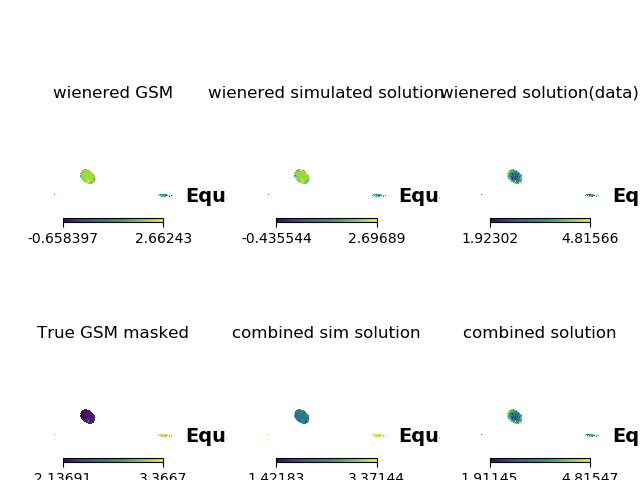 wienered GSM wienered simulated solution wienered solution(data)
Equ Equ Eq
-0.658397 2.66243 -0.435544 2.69689 1.92302 4.81566
True GSM masked combined sim solution combined solution
Equ Equ Eq
2.13691 3.3667 1.42183 3.37144 1.91145 4.81547